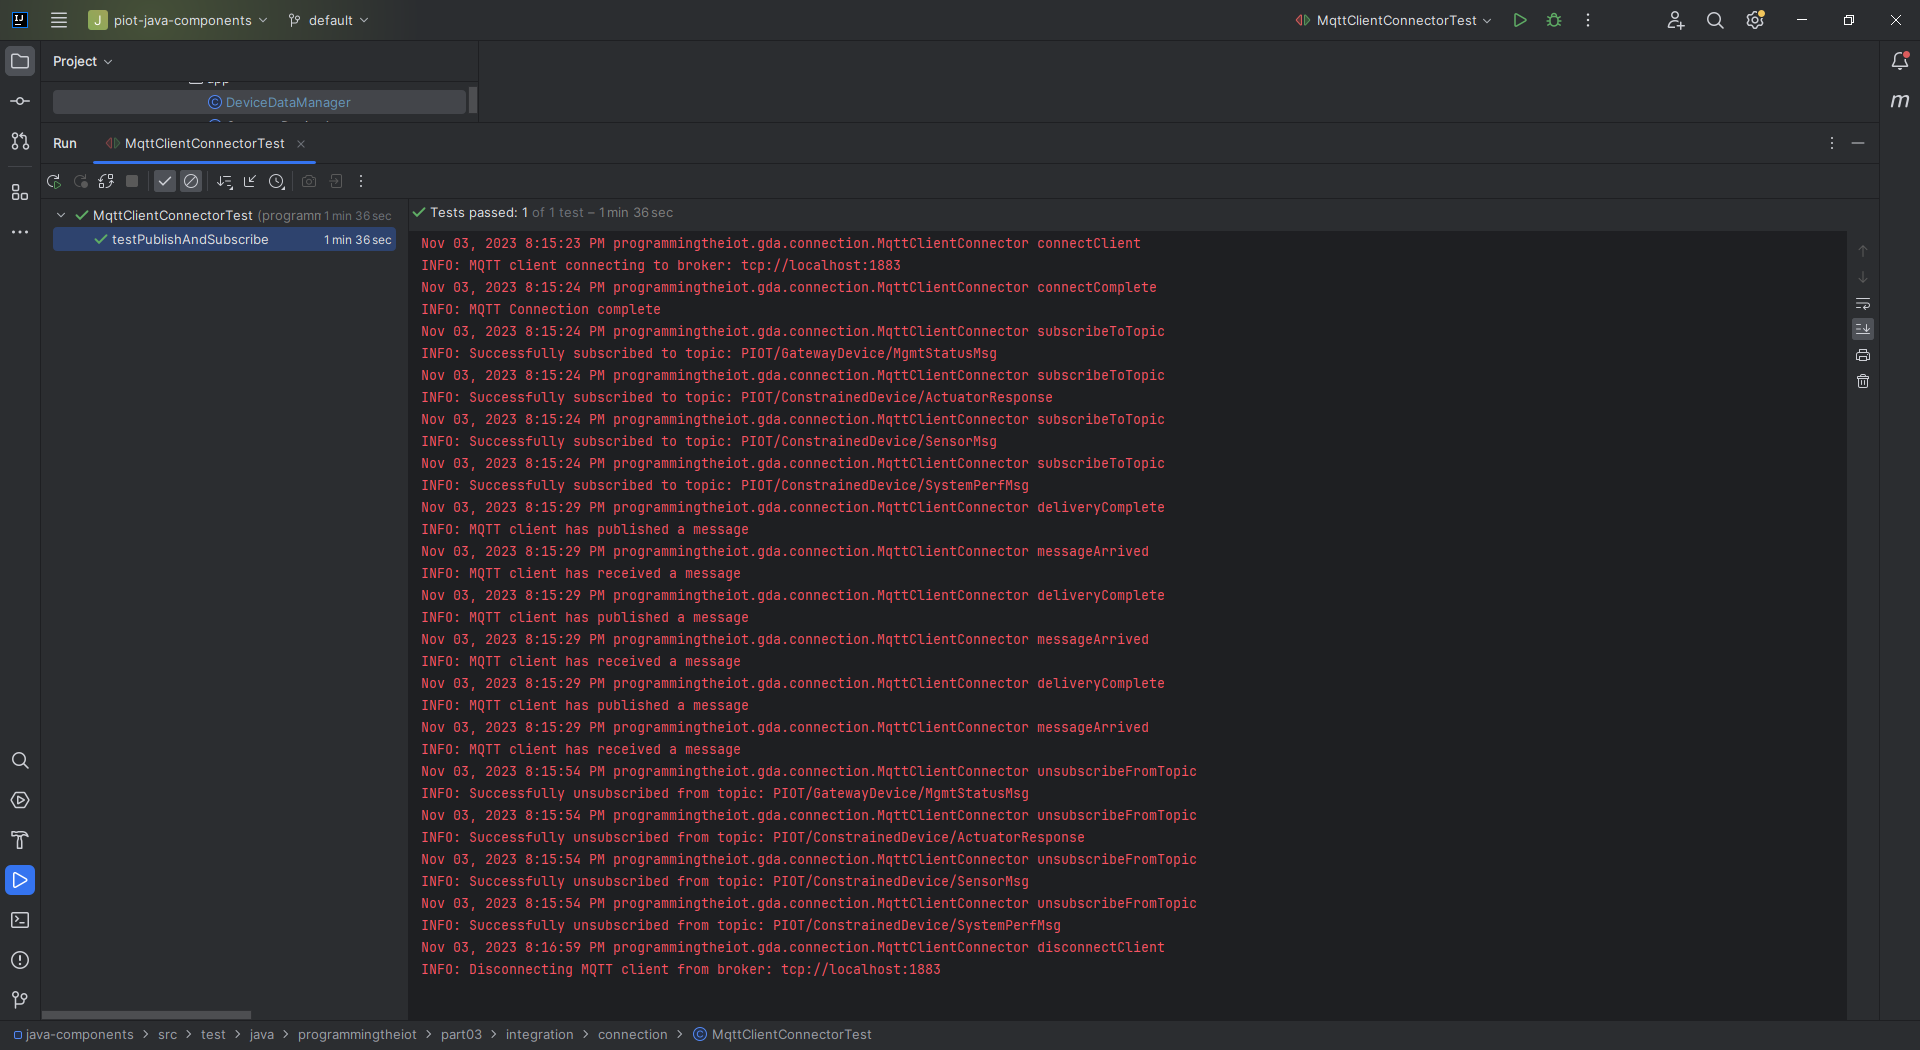 J piot-java-components default MqttClientConnectorTest
Project
app
DeviceDataManager
Run MqttClientConnectorTest
MqttClientConnectorTest (programm 1 min 36 sec
testPublishAndSubscribe 1 min 36 sec
Tests passed: 1 of 1 test – 1 min 36 sec
Nov 03, 2023 8:15:23 PM programmingtheiot.gda.connection.MqttClientConnector connectClient
INFO: MQTT client connecting to broker: tcp://localhost:1883
Nov 03, 2023 8:15:24 PM programmingtheiot.gda.connection.MqttClientConnector connectComplete
INFO: MQTT Connection complete
Nov 03, 2023 8:15:24 PM programmingtheiot.gda.connection.MqttClientConnector subscribeToTopic
INFO: Successfully subscribed to topic: PIOT/GatewayDevice/MgmtStatusMsg
Nov 03, 2023 8:15:24 PM programmingtheiot.gda.connection.MqttClientConnector subscribeToTopic
INFO: Successfully subscribed to topic: PIOT/ConstrainedDevice/ActuatorResponse
Nov 03, 2023 8:15:24 PM programmingtheiot.gda.connection.MqttClientConnector subscribeToTopic
INFO: Successfully subscribed to topic: PIOT/ConstrainedDevice/SensorMsg
Nov 03, 2023 8:15:24 PM programmingtheiot.gda.connection.MqttClientConnector subscribeToTopic
INFO: Successfully subscribed to topic: PIOT/ConstrainedDevice/SystemPerfMsg
Nov 03, 2023 8:15:29 PM programmingtheiot.gda.connection.MqttClientConnector deliveryComplete
INFO: MQTT client has published a message
Nov 03, 2023 8:15:29 PM programmingtheiot.gda.connection.MqttClientConnector messageArrived
INFO: MQTT client has received a message
Nov 03, 2023 8:15:29 PM programmingtheiot.gda.connection.MqttClientConnector deliveryComplete
INFO: MQTT client has published a message
Nov 03, 2023 8:15:29 PM programmingtheiot.gda.connection.MqttClientConnector messageArrived
INFO: MQTT client has received a message
Nov 03, 2023 8:15:29 PM programmingtheiot.gda.connection.MqttClientConnector deliveryComplete
INFO: MQTT client has published a message
Nov 03, 2023 8:15:29 PM programmingtheiot.gda.connection.MqttClientConnector messageArrived
INFO: MQTT client has received a message
Nov 03, 2023 8:15:54 PM programmingtheiot.gda.connection.MqttClientConnector unsubscribeFromTopic
INFO: Successfully unsubscribed from topic: PIOT/GatewayDevice/MgmtStatusMsg
Nov 03, 2023 8:15:54 PM programmingtheiot.gda.connection.MqttClientConnector unsubscribeFromTopic
INFO: Successfully unsubscribed from topic: PIOT/ConstrainedDevice/ActuatorResponse
Nov 03, 2023 8:15:54 PM programmingtheiot.gda.connection.MqttClientConnector unsubscribeFromTopic
INFO: Successfully unsubscribed from topic: PIOT/ConstrainedDevice/SensorMsg
Nov 03, 2023 8:15:54 PM programmingtheiot.gda.connection.MqttClientConnector unsubscribeFromTopic
INFO: Successfully unsubscribed from topic: PIOT/ConstrainedDevice/SystemPerfMsg
Nov 03, 2023 8:16:59 PM programmingtheiot.gda.connection.MqttClientConnector disconnectClient
INFO: Disconnecting MQTT client from broker: tcp://localhost:1883
java-components > src > test > java > programmingtheiot > part03 > integration > connection > MqttClientConnectorTest